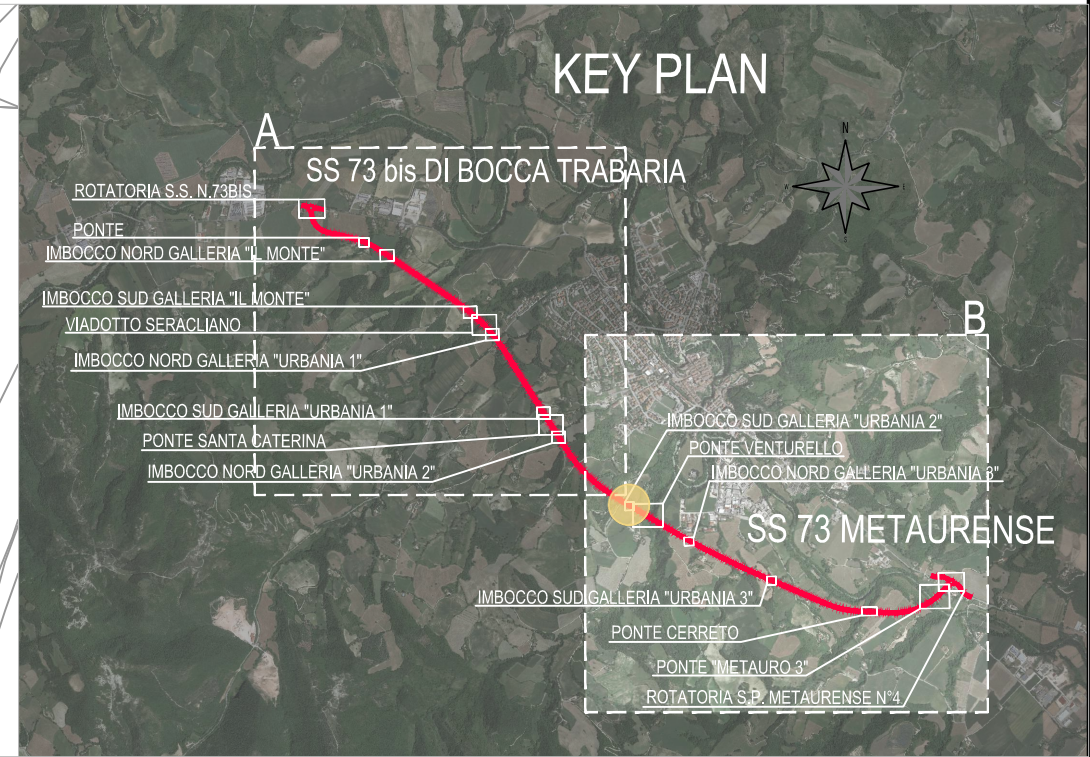 KEY PLAN
A
SS 73 bis DI BOCCA TRABARIA
N
W
S
ROTATORIA S.S. N.73BIS
PONTE
IMBOCCO NORD GALLERIA "IL MONTE"
IMBOCCO SUD GALLERIA "IL MONTE"
VIADOTTO SERACLIANO
IMBOCCO NORD GALLERIA "URBANIA 1"
IMBOCCO SUD GALLERIA "URBANIA 1"
PONTE SANTA CATERINA
IMBOCCO NORD GALLERIA "URBANIA 2"
B
IMBOCCO SUD GALLERIA "URBANIA 2"
PONTE VENTURELLO
IMBOCCO NORD GALLERIA "URBANIA 3"
SS 73 METAURENSE
IMBOCCO SUD GALLERIA "URBANIA 3"
PONTE CERRETO
PONTE "METAURO 3"
ROTATORIA S.P. METAURENSE N°4